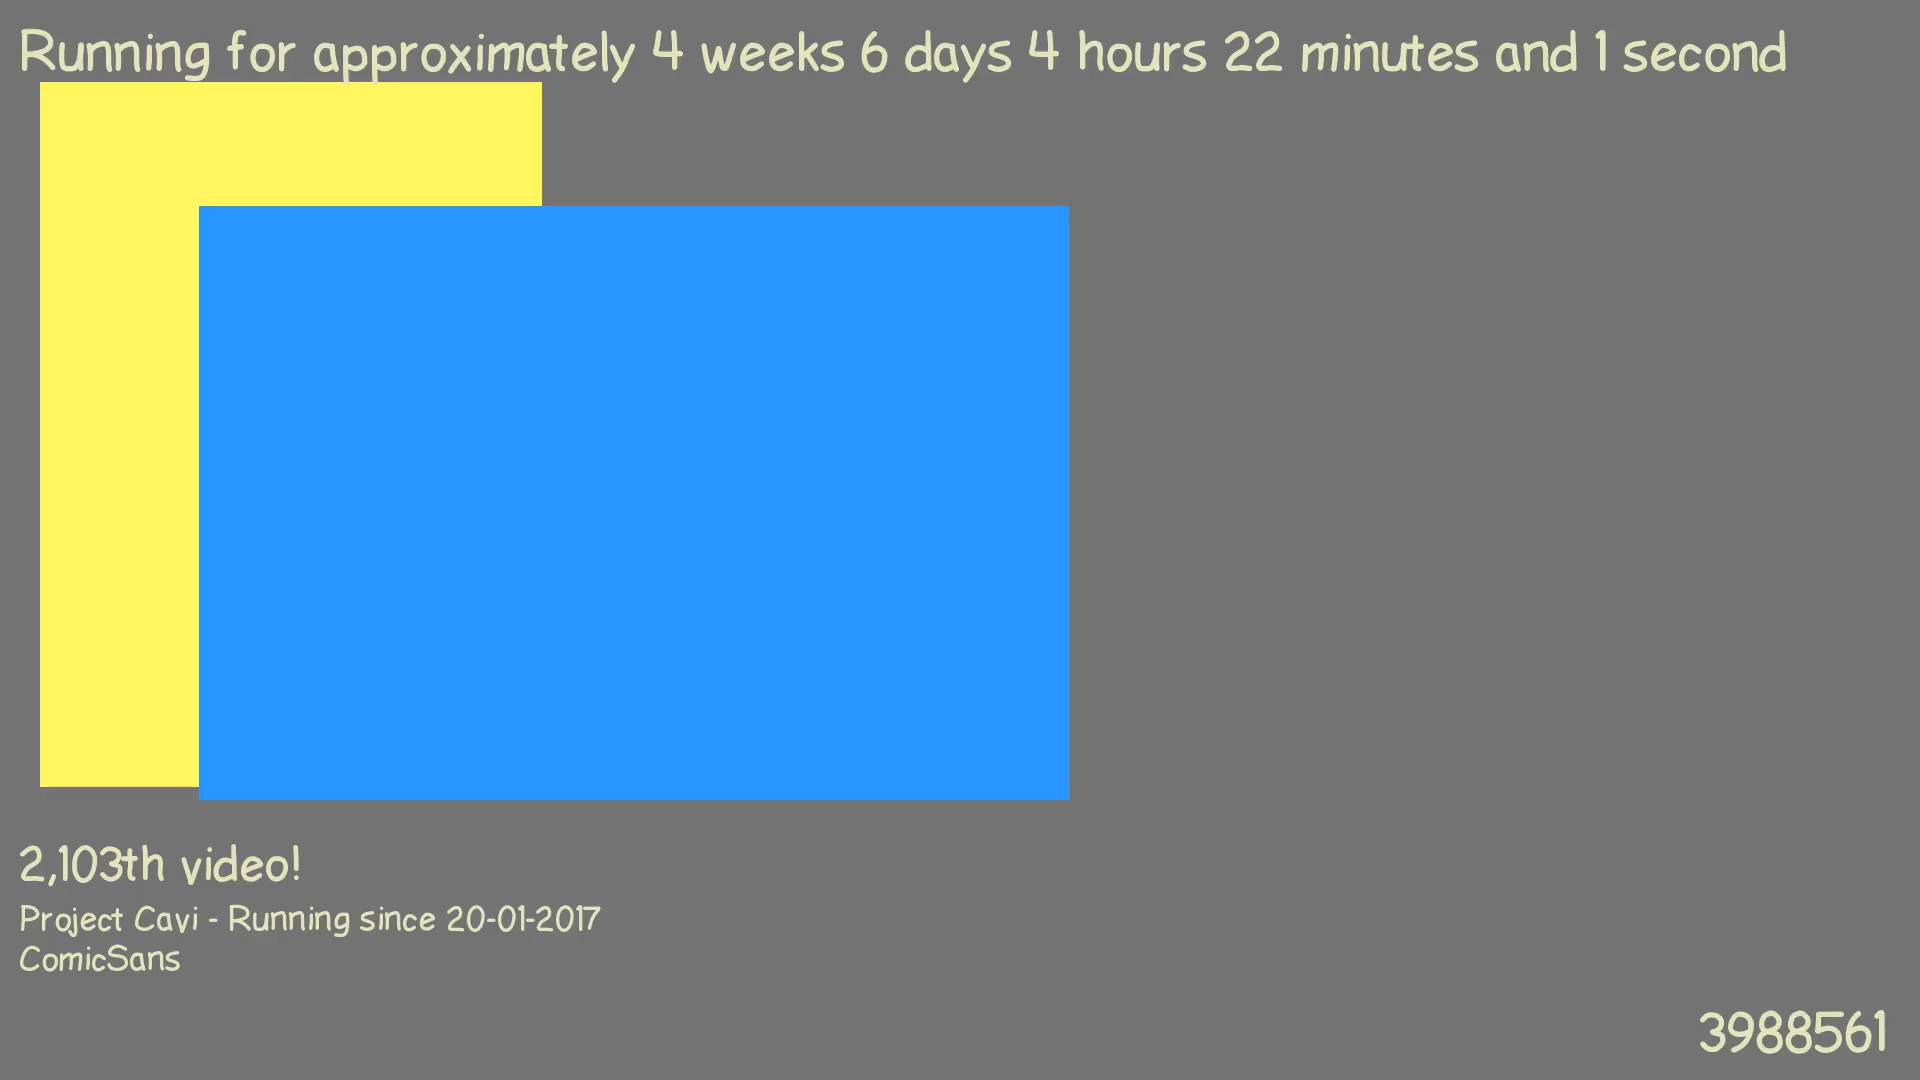 Running for approximately 4 weeks 6 days 4 hours 22 minutes and 1 second
2,103th video!
Project Cavi - Running since 20-01-2017
ComicSans
3988561